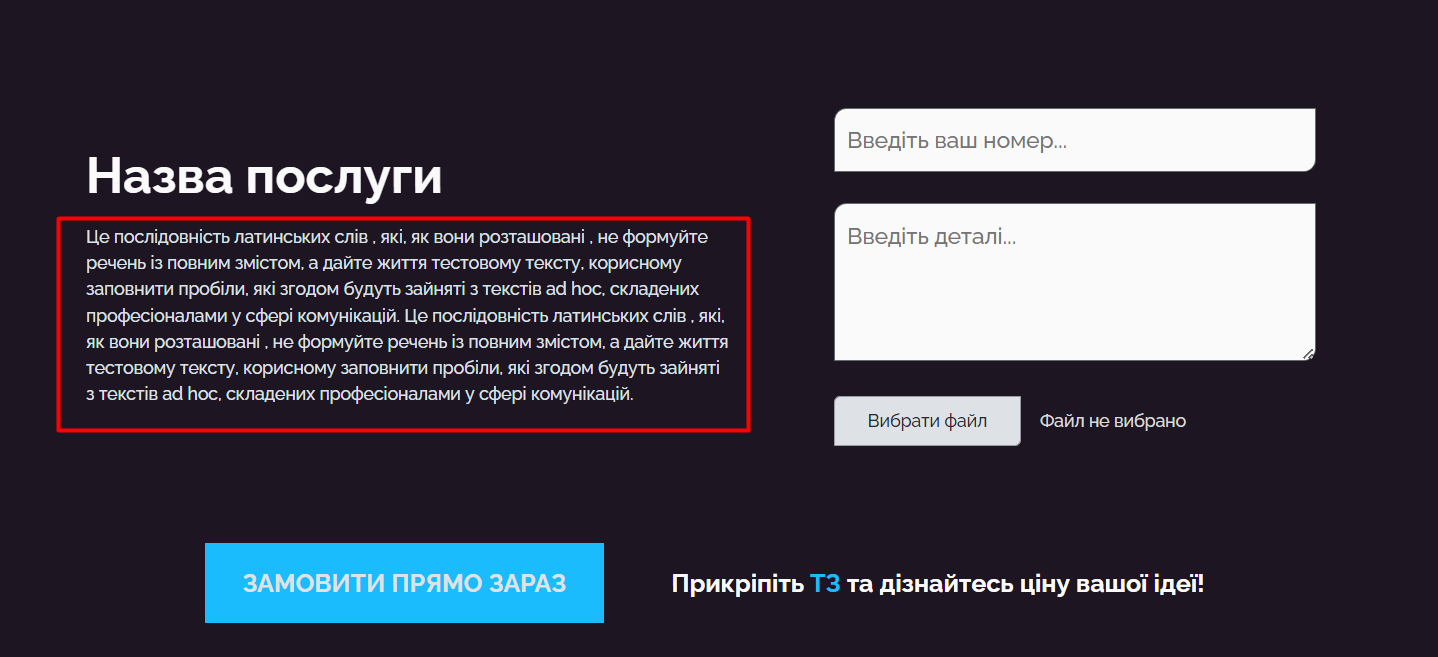 Назва послуги
Це послідовність латинських слів , які, як вони розташовані , не формуйте
речень із повним змістом, а дайте життя тестовому тексту, корисному
заповнити пробіли, які згодом будуть зайняті з текстів ad hoc, складених
професіоналами у сфері комунікацій. Це послідовність латинських слів , які,
як вони розташовані , не формуйте речень із повним змістом, а дайте життя
тестовому тексту, корисному заповнити пробіли, які згодом будуть зайняті
з текстів ad hoc, складених професіоналами у сфері комунікацій.
Введіть ваш номер...
Введіть деталі...
Вибрати файл Файл не вибрано
ЗАМОВИТИ ПРЯМО ЗАРАЗ
Прикріпіть ТЗ та дізнайтесь ціну вашої ідеї!